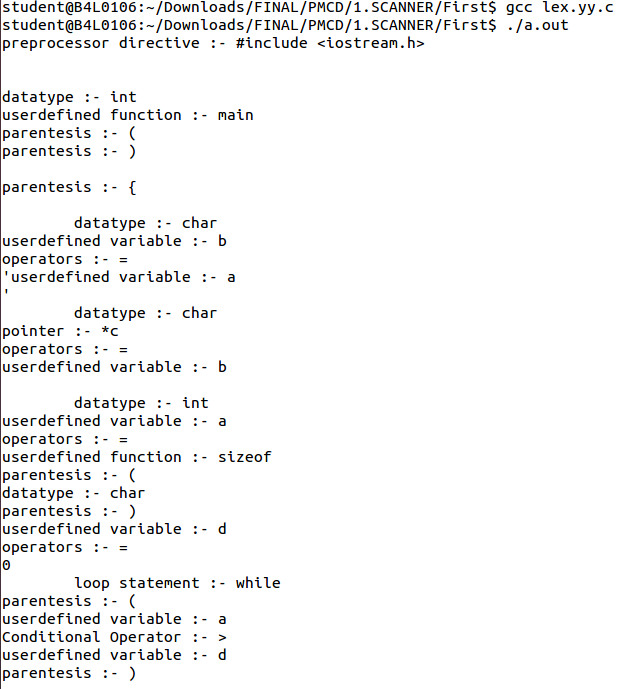 student@B4L0106:~/Downloads/FINAL/PMCD/1.SCANNER/First$ gcc lex.yy.c
student@B4L0106:~/Downloads/FINAL/PMCD/1.SCANNER/First$ ./a.out
preprocessor directive :- #include <iostream.h>
datatype :- int
userdefined function :- main
parentesis :- (
parentesis :- )
parentesis :- {
datatype :- char
userdefined variable :- b
operators :- =
'userdefined variable :- a
'
datatype :- char
pointer :- *c
operators :- =
userdefined variable :- b
datatype :- int
userdefined variable :- a
operators :- =
userdefined function :- sizeof
parentesis :- (
datatype :- char
parentesis :- )
userdefined variable :- d
operators :- =
0
loop statement :- while
parentesis :- (
userdefined variable :- a
Conditional Operator :- >
userdefined variable :- d
parentesis :- )